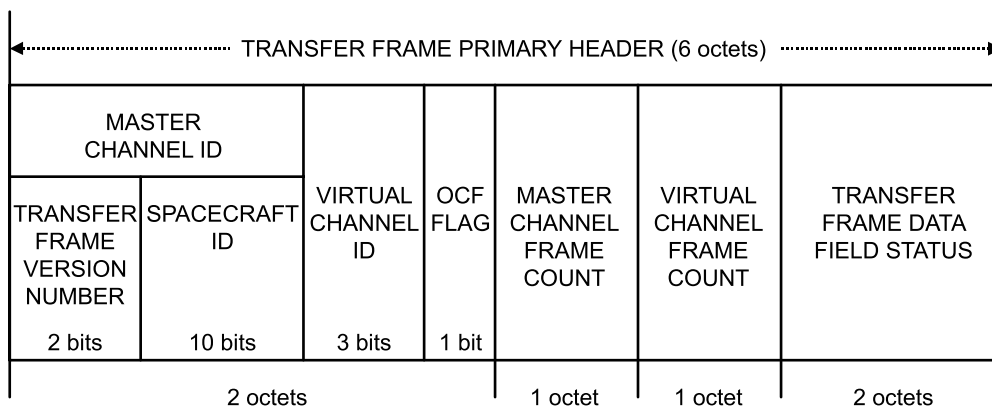 TRANSFER FRAME PRIMARY HEADER (6 octets)
MASTER
CHANNEL ID
TRANSFER
FRAME
VERSION
NUMBER
2 bits
SPACECRAFT
ID
10 bits
VIRTUAL
CHANNEL
ID
3 bits
OCF
FLAG
1 bit
MASTER
CHANNEL
FRAME
COUNT
VIRTUAL
CHANNEL
FRAME
COUNT
TRANSFER
FRAME DATA
FIELD STATUS
2 octets
1 octet
1 octet
2 octets